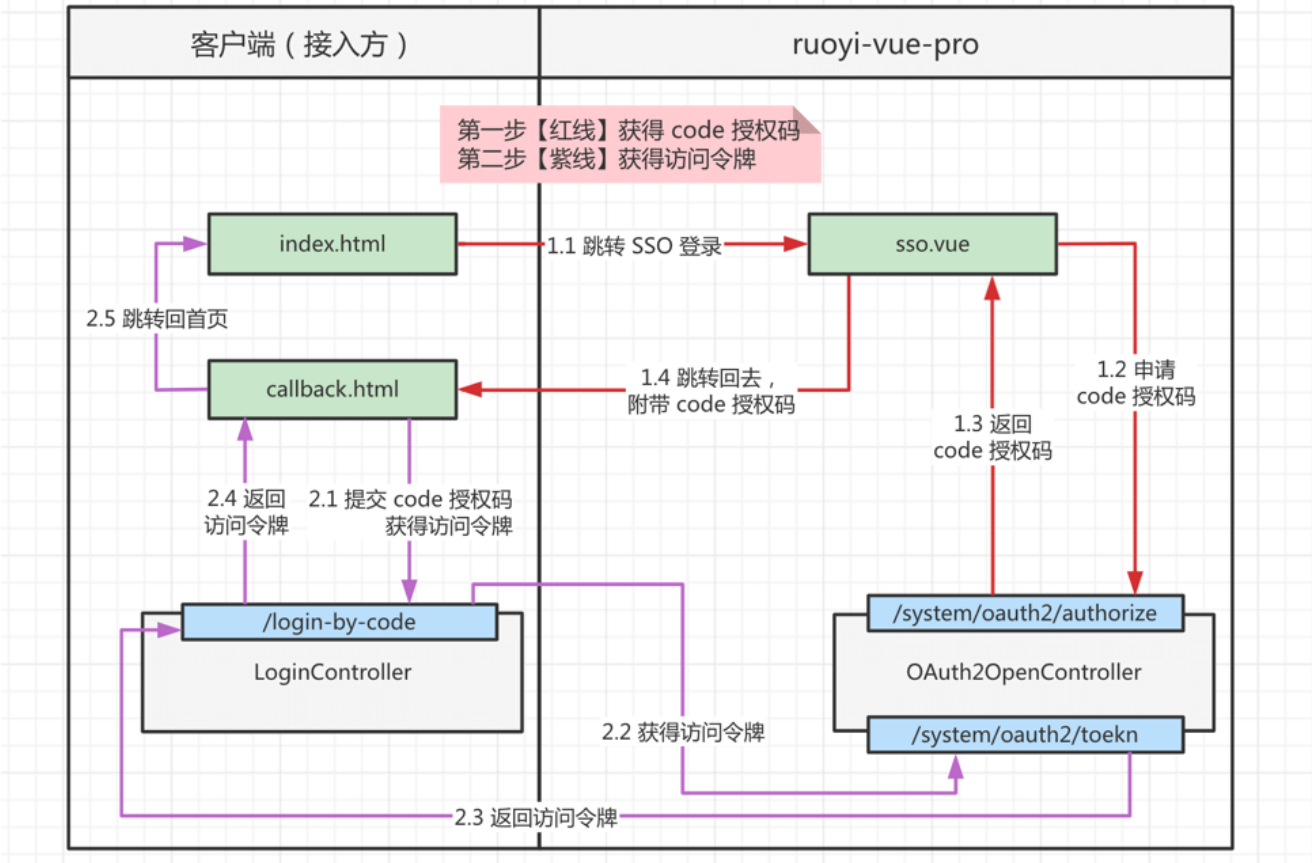 客户端（接入方）
ruoyi-vue-pro
第一步【红线】获得 code 授权码
第二步【紫线】获得访问令牌
index.html
1.1 跳转 SSO 登录
sso.vue
2.5 跳转回首页
callback.html
1.4 跳转回去，
附带 code 授权码
1.2 申请
code 授权码
1.3 返回
code 授权码
2.4 返回
访问令牌
2.1 提交 code 授权码
获得访问令牌
/login-by-code
LoginController
/system/oauth2/authorize
OAuth2OpenController
/system/oauth2/toekn
2.2 获得访问令牌
2.3 返回访问令牌